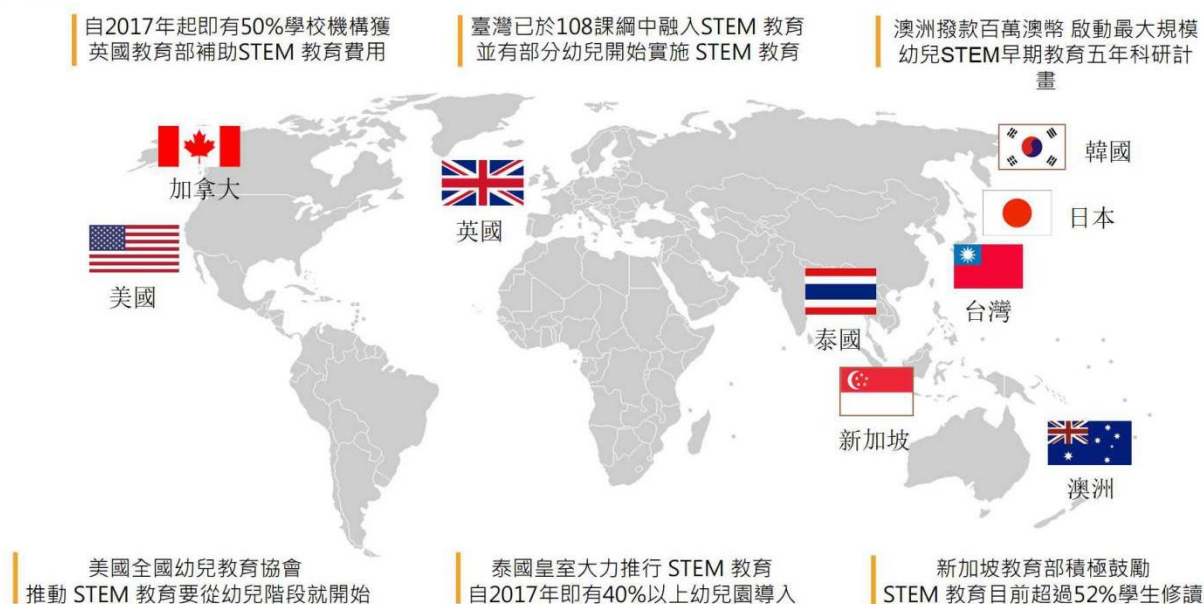 自2017年起即有50%學校機構獲
英國教育部補助STEM 教育費用
臺灣已於108課綱中融入STEM 教育
並有部分幼兒開始實施 STEM 教育
澳洲撥款百萬澳幣 啟動最大規模
幼兒STEM早期教育五年科研計
畫
加拿大
美國
英國
韓國
日本
台灣
泰國
新加坡
澳洲
美國全國幼兒教育協會
推動 STEM 教育要從幼兒階段就開始
泰國皇室大力推行 STEM 教育
自2017年即有40%以上幼兒園導入
新加坡教育部積極鼓勵
STEM 教育目前超過52%學生修讀